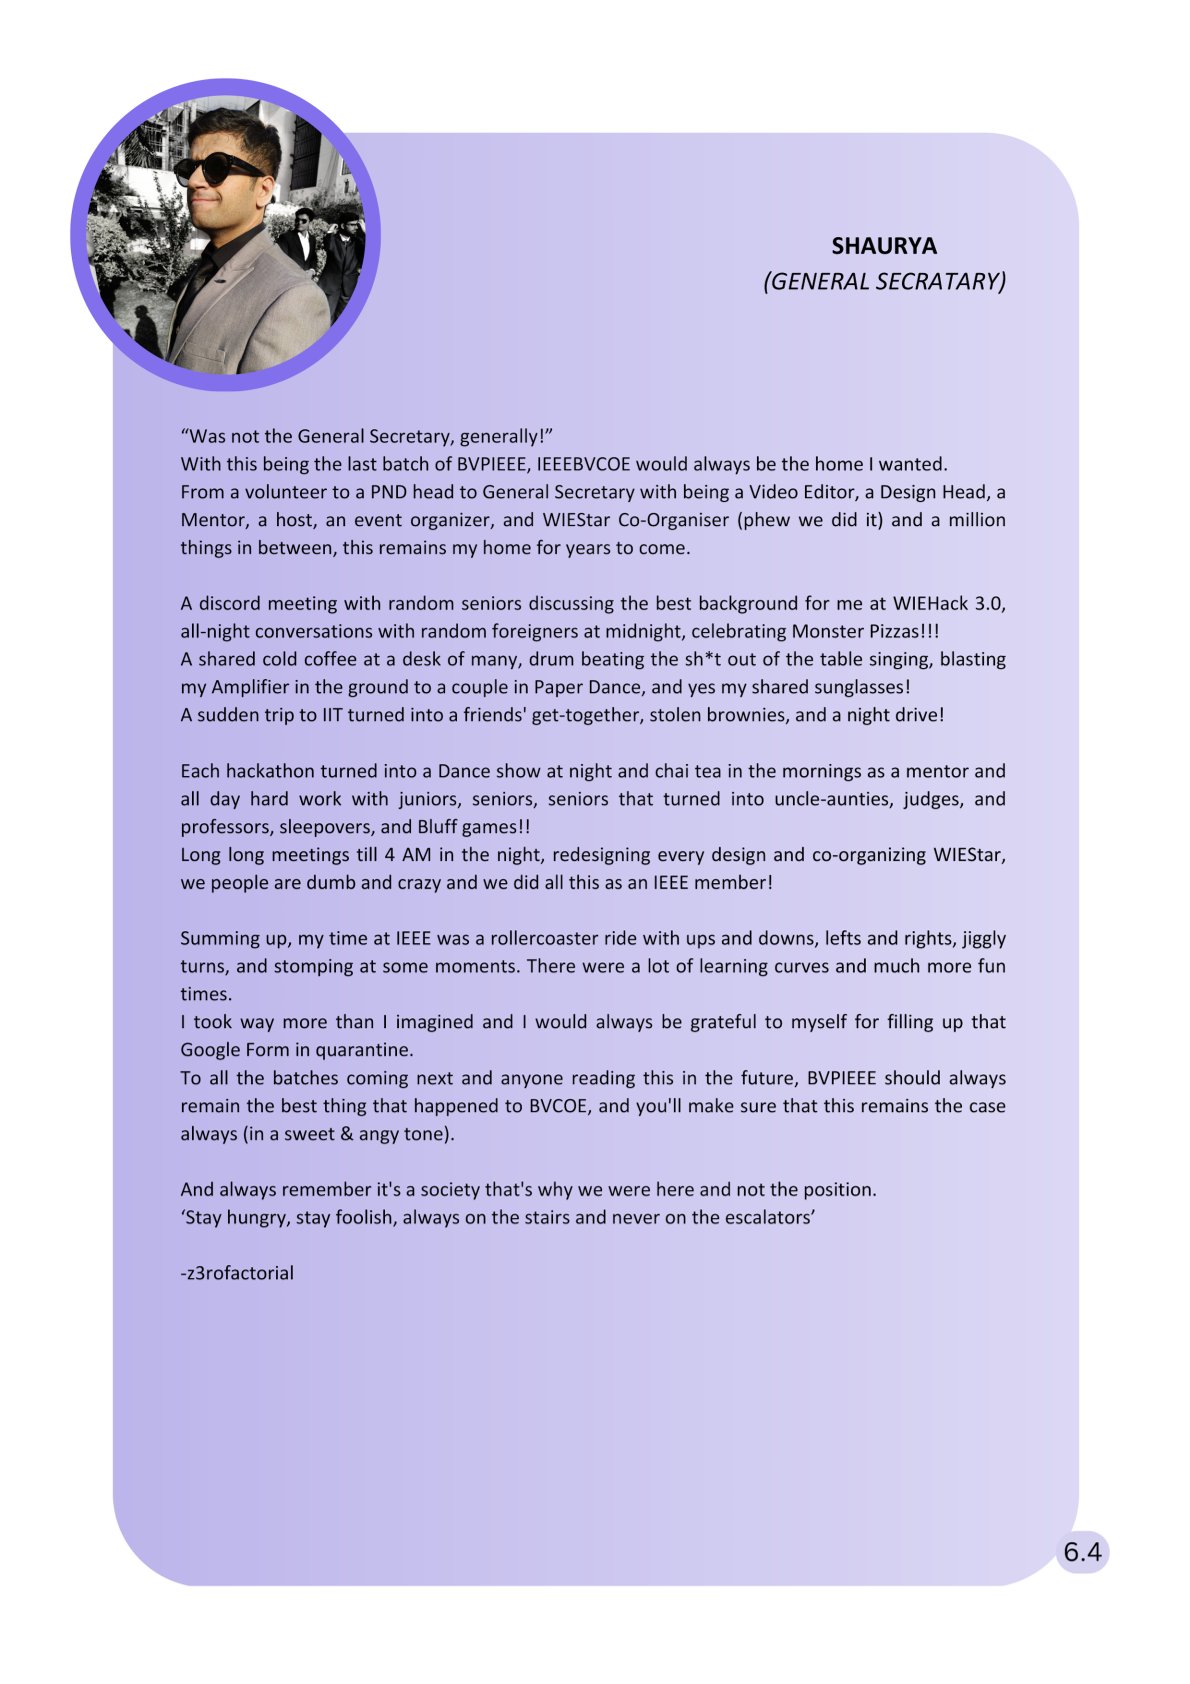 SHAURYA
(GENERAL SECRATARY)
“Was not the General Secretary, generally!”
With this being the last batch of BVPIEEE, IEEEBVCOE would always be the home I wanted.
From a volunteer to a PND head to General Secretary with being a Video Editor, a Design Head, a
Mentor, a host, an event organizer, and WIEStar Co-Organiser (phew we did it) and a million
things in between, this remains my home for years to come.
A discord meeting with random seniors discussing the best background for me at WIEHack 3.0,
all-night conversations with random foreigners at midnight, celebrating Monster Pizzas!!!
A shared cold coffee at a desk of many, drum beating the sh*t out of the table singing, blasting
my Amplifier in the ground to a couple in Paper Dance, and yes my shared sunglasses!
A sudden trip to IIT turned into a friends' get-together, stolen brownies, and a night drive!
Each hackathon turned into a Dance show at night and chai tea in the mornings as a mentor and
all day hard work with juniors, seniors, seniors that turned into uncle-aunties, judges, and
professors, sleepovers, and Bluff games!!
Long long meetings till 4 AM in the night, redesigning every design and co-organizing WIEStar,
we people are dumb and crazy and we did all this as an IEEE member!
Summing up, my time at IEEE was a rollercoaster ride with ups and downs, lefts and rights, jiggly
turns, and stomping at some moments. There were a lot of learning curves and much more fun
times.
I took way more than I imagined and I would always be grateful to myself for filling up that
Google Form in quarantine.
To all the batches coming next and anyone reading this in the future, BVPIEEE should always
remain the best thing that happened to BVCOE, and you'll make sure that this remains the case
always (in a sweet & angy tone).
And always remember it's a society that's why we were here and not the position.
‘Stay hungry, stay foolish, always on the stairs and never on the escalators’
-z3rofactorial
6.4